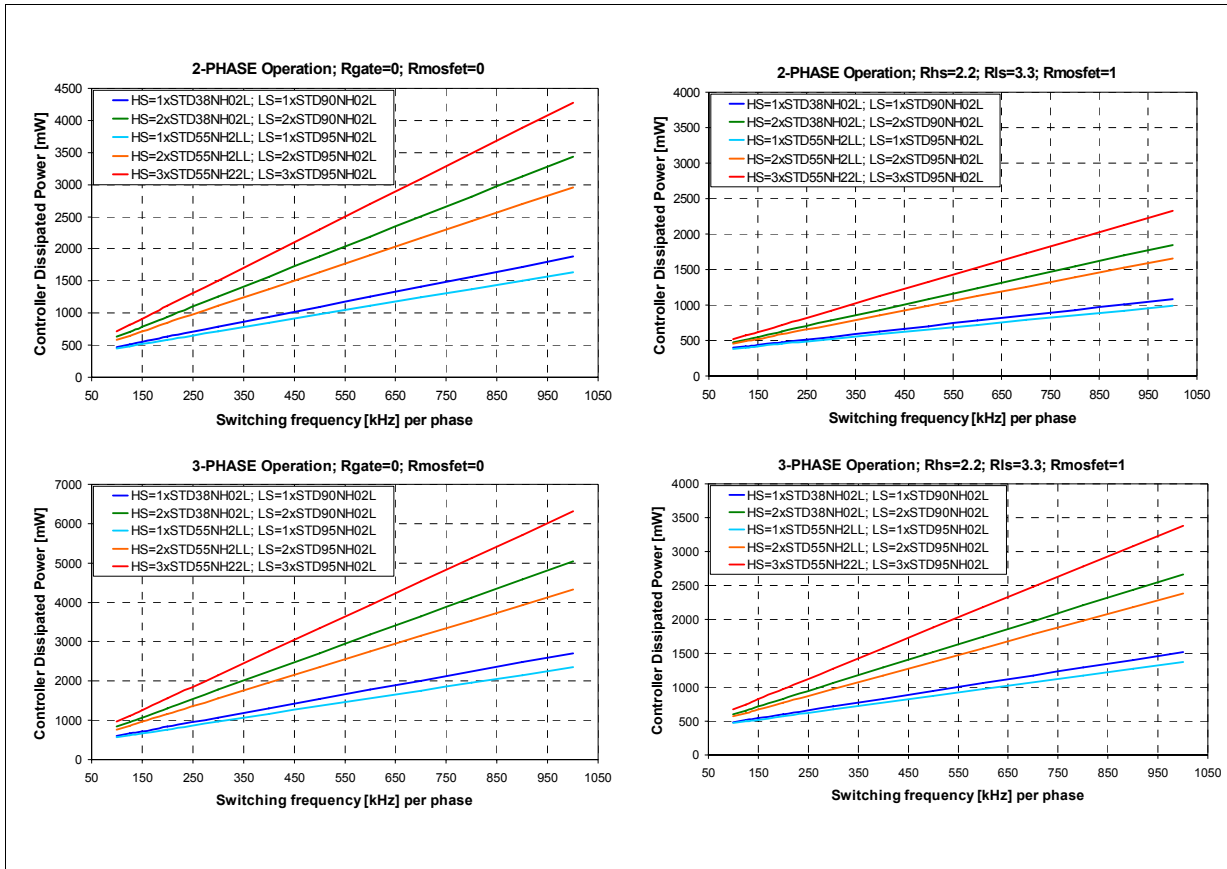 2-PHASE Operation; Rgate=0; Rmosfet=0
Controller Dissipated Power [mW]
4500
4000
3500
3000
2500
2000
1500
1000
500
0
HS=1xSTD38NH02L; LS=1xSTD90NH02L
HS=2xSTD38NH02L; LS=2xSTD90NH02L
HS=1xSTD55NH2LL; LS=1xSTD95NH02L
HS=2xSTD55NH2LL; LS=2xSTD95NH02L
HS=3xSTD55NH22L; LS=3xSTD95NH02L
50 150 250 350 450 550 650 750 850 950 1050
Switching frequency [kHz] per phase
2-PHASE Operation; Rhs=2.2; Rls=3.3; Rmosfet=1
Controller Dissipated Power [mW]
4000
3500
3000
2500
2000
1500
1000
500
0
HS=1xSTD38NH02L; LS=1xSTD90NH02L
HS=2xSTD38NH02L; LS=2xSTD90NH02L
HS=1xSTD55NH2LL; LS=1xSTD95NH02L
HS=2xSTD55NH2LL; LS=2xSTD95NH02L
HS=3xSTD55NH22L; LS=3xSTD95NH02L
50 150 250 350 450 550 650 750 850 950 1050
Switching frequency [kHz] per phase
3-PHASE Operation; Rgate=0; Rmosfet=0
Controller Dissipated Power [mW]
7000
6000
5000
4000
3000
2000
1000
0
HS=1xSTD38NH02L; LS=1xSTD90NH02L
HS=2xSTD38NH02L; LS=2xSTD90NH02L
HS=1xSTD55NH2LL; LS=1xSTD95NH02L
HS=2xSTD55NH2LL; LS=2xSTD95NH02L
HS=3xSTD55NH22L; LS=3xSTD95NH02L
50 150 250 350 450 550 650 750 850 950 1050
Switching frequency [kHz] per phase
3-PHASE Operation; Rhs=2.2; Rls=3.3; Rmosfet=1
Controller Dissipated Power [mW]
4000
3500
3000
2500
2000
1500
1000
500
0
HS=1xSTD38NH02L; LS=1xSTD90NH02L
HS=2xSTD38NH02L; LS=2xSTD90NH02L
HS=1xSTD55NH2LL; LS=1xSTD95NH02L
HS=2xSTD55NH2LL; LS=2xSTD95NH02L
HS=3xSTD55NH22L; LS=3xSTD95NH02L
50 150 250 350 450 550 650 750 850 950 1050
Switching frequency [kHz] per phase